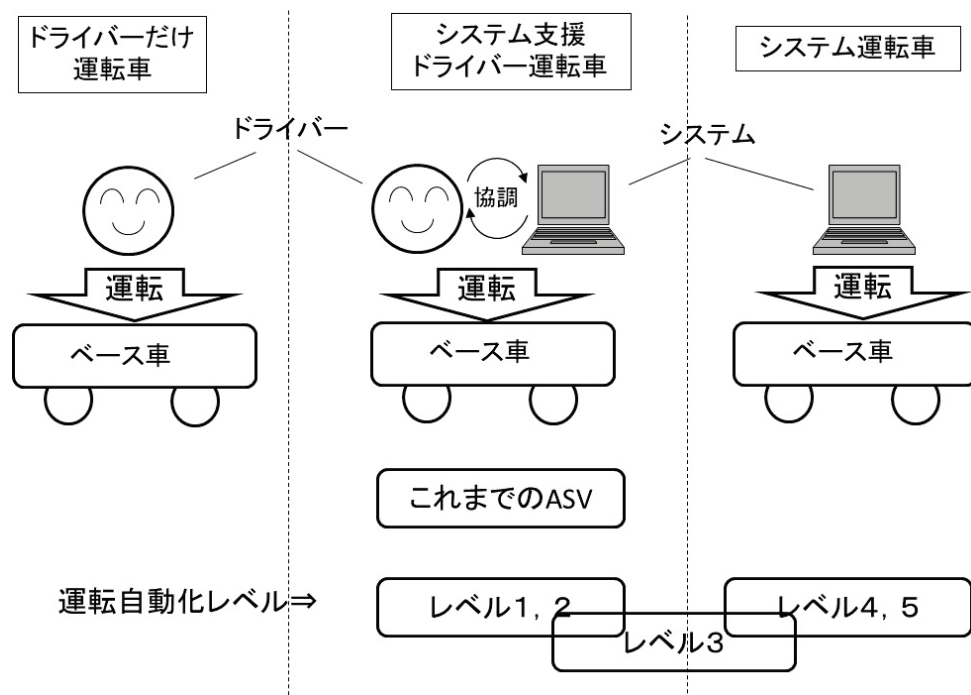 ドライバーだけ
運転車
システム支援
ドライバー運転車
システム運転車
ドライバー
システム
協調
運転
運転
運転
ベース車
ベース車
ベース車
これまでのASV
運転自動化レベル⇒
レベル1, 2
レベル4, 5
レベル3